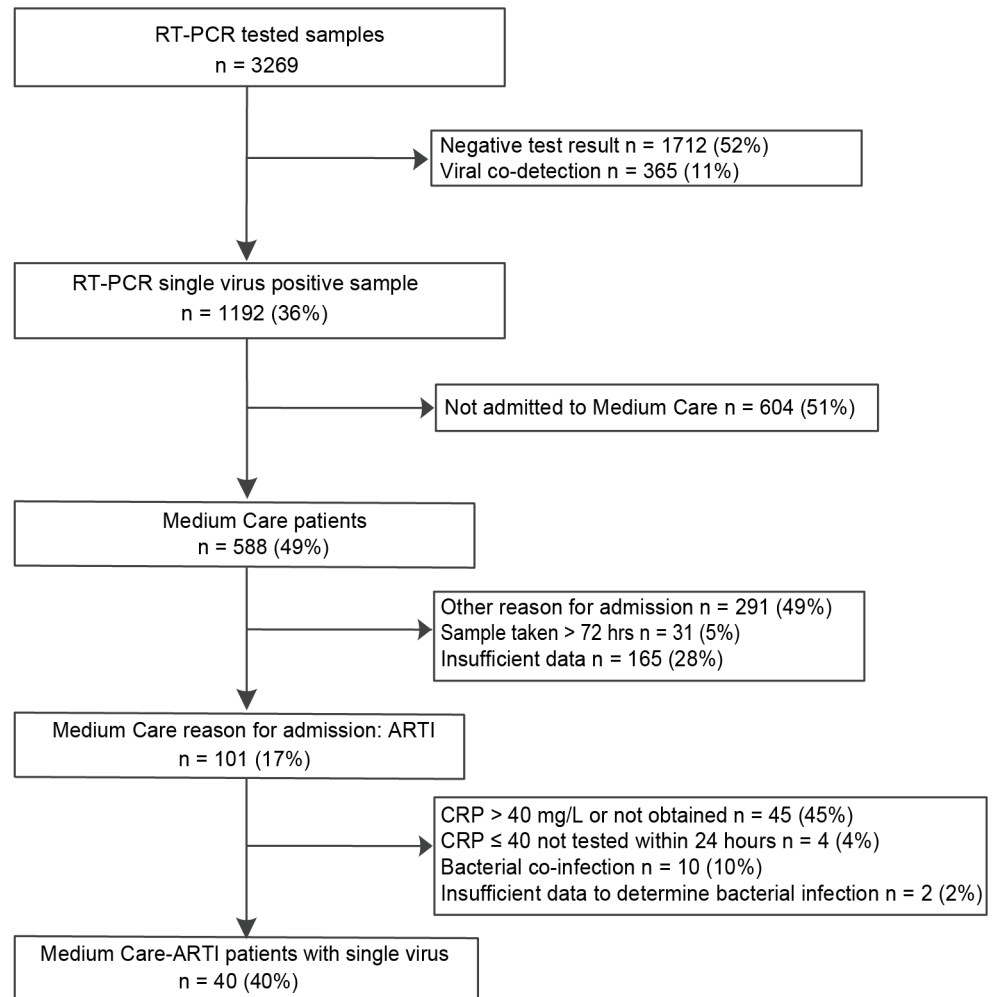 RT-PCR tested samples
n = 3269
Negative test result n = 1712 (52%)
Viral co-detection n = 365 (11%)
RT-PCR single virus positive sample
n = 1192 (36%)
Not admitted to Medium Care n = 604 (51%)
Medium Care patients
n = 588 (49%)
Other reason for admission n = 291 (49%)
Sample taken > 72 hrs n = 31 (5%)
Insufficient data n = 165 (28%)
Medium Care reason for admission: ARTI
n = 101 (17%)
CRP > 40 mg/L or not obtained n = 45 (45%)
CRP ≤ 40 not tested within 24 hours n = 4 (4%)
Bacterial co-infection n = 10 (10%)
Insufficient data to determine bacterial infection n = 2 (2%)
Medium Care-ARTI patients with single virus
n = 40 (40%)